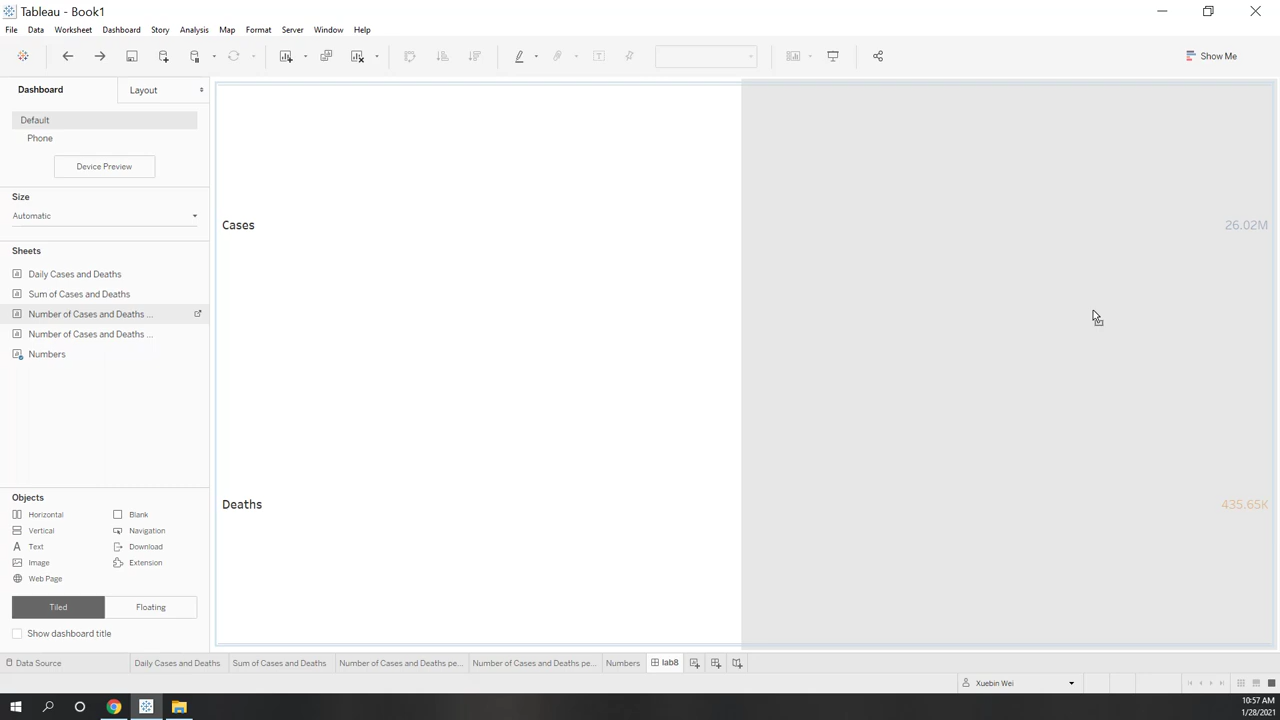 Tableau - Book1
File Data Worksheet Dashboard Story Analysis Map Format Server Window Help
Show Me
Dashboard Layout
Default
Phone
Device Preview
Size
Automatic
Sheets
Daily Cases and Deaths
Sum of Cases and Deaths
Number of Cases and Deaths ...
Number of Cases and Deaths ...
Numbers
Cases 26.02M
Deaths 435.65K
Objects
Horizontal Blank
Vertical Navigation
Text Download
Image Extension
Web Page
Tiled Floating
Show dashboard title
Data Source Daily Cases and Deaths Sum of Cases and Deaths Number of Cases and Deaths pe... Number of Cases and Deaths pe... Numbers lab8
Xuebin Wei
10:57 AM
1/28/2021